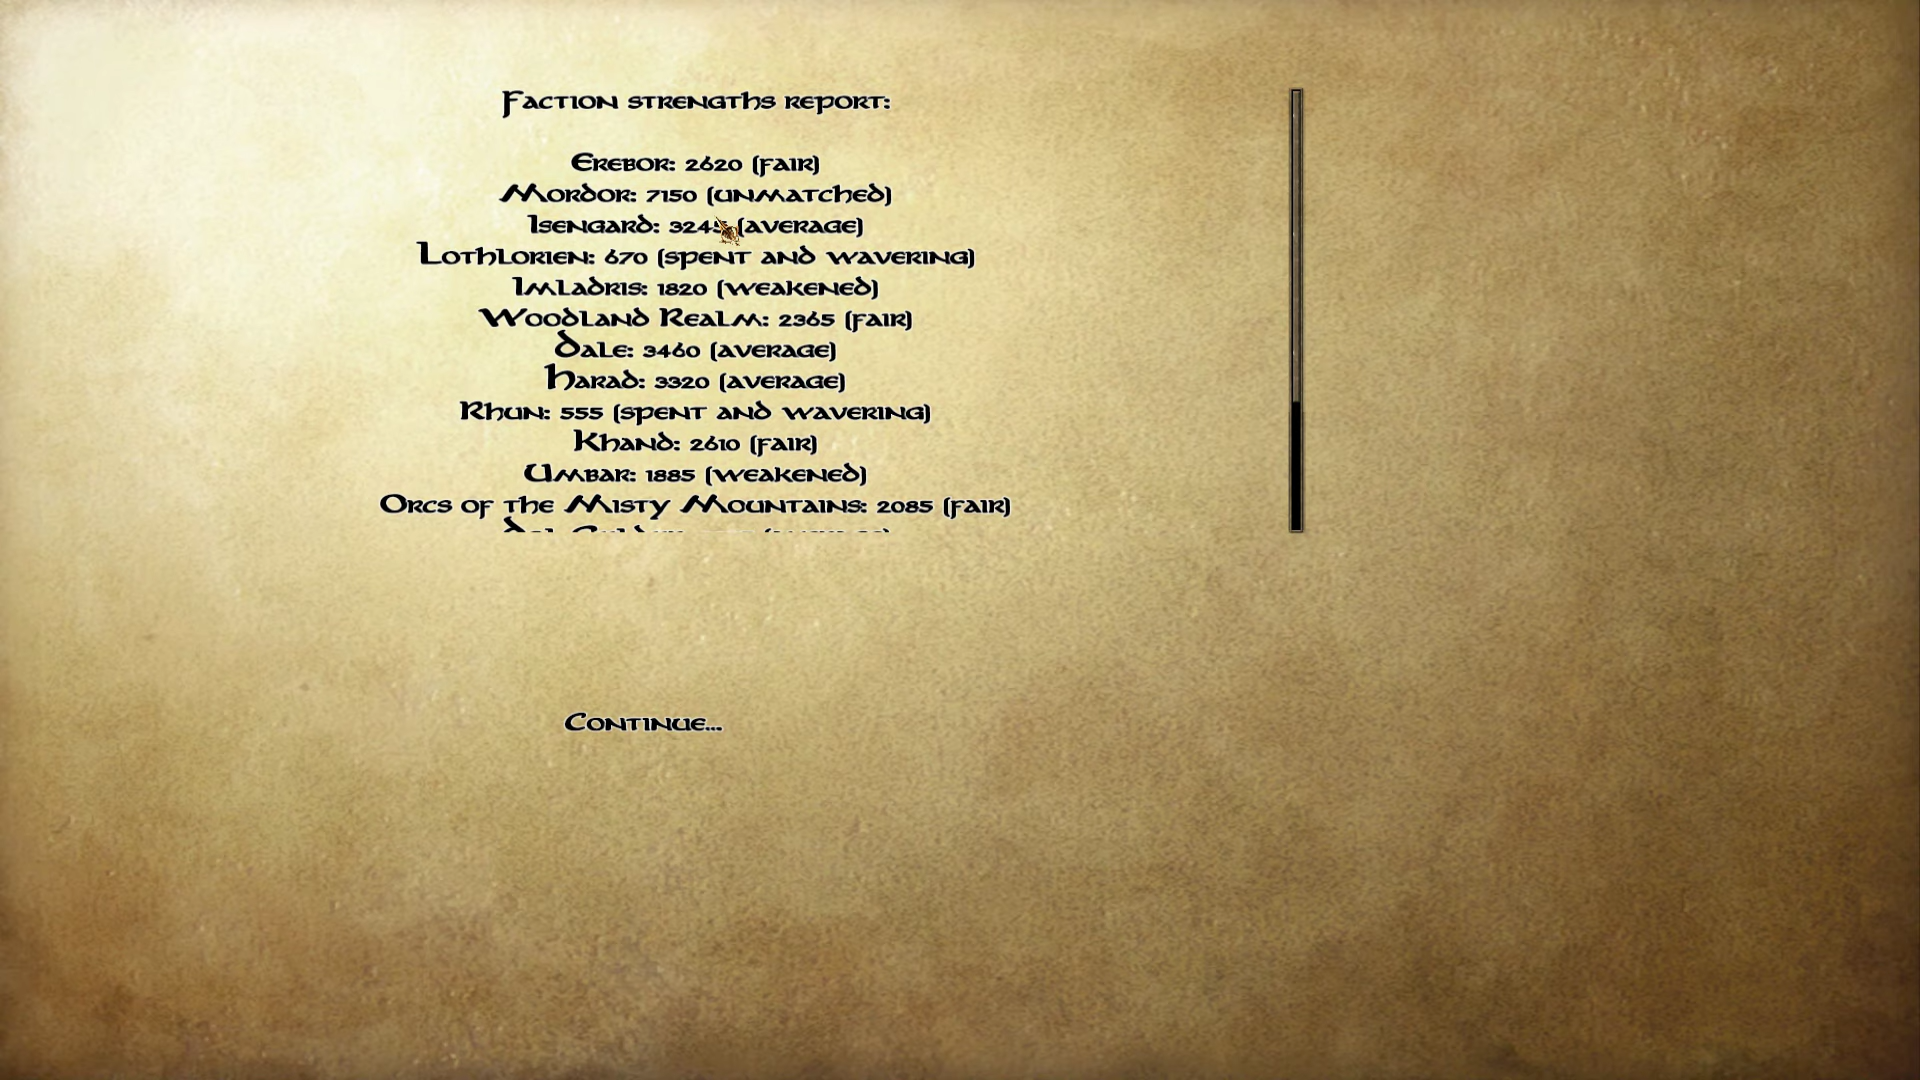 Faction strengths report:
Erebor: 2620 (fair)
Mordor: 7150 (unmatched)
Isengard: 3245 (average)
Lothlorien: 670 (spent and wavering)
Imladris: 1820 (weakened)
Woodland Realm: 2365 (fair)
Dale: 3460 (average)
Harad: 3320 (average)
Rhun: 555 (spent and wavering)
Khand: 2610 (fair)
Umbar: 1885 (weakened)
Orcs of the Misty Mountains: 2085 (fair)
Continue...